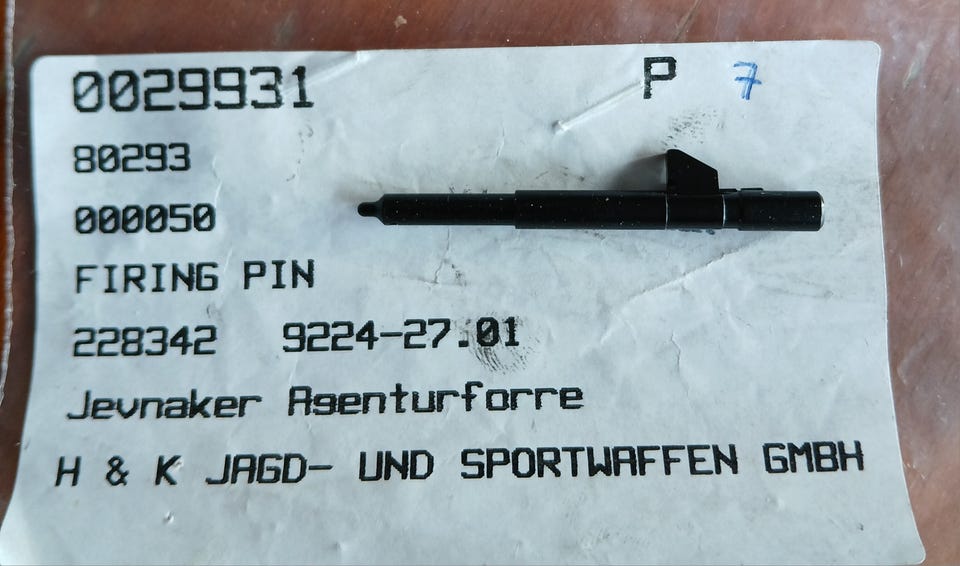 0029931 P 7
80293
000050
FIRING PIN
228342 9224-27.01
Jevnaker Agenturforre
H & K JAGD- UND SPORTWAFFEN GMBH